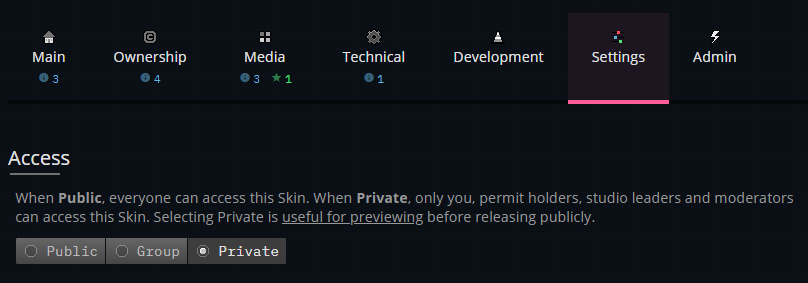 Main Ownership Media Technical Development Settings Admin
3 4 3 1 1
Access
When Public, everyone can access this Skin. When Private, only you, permit holders, studio leaders and moderators
can access this Skin. Selecting Private is useful for previewing before releasing publicly.
Public Group Private